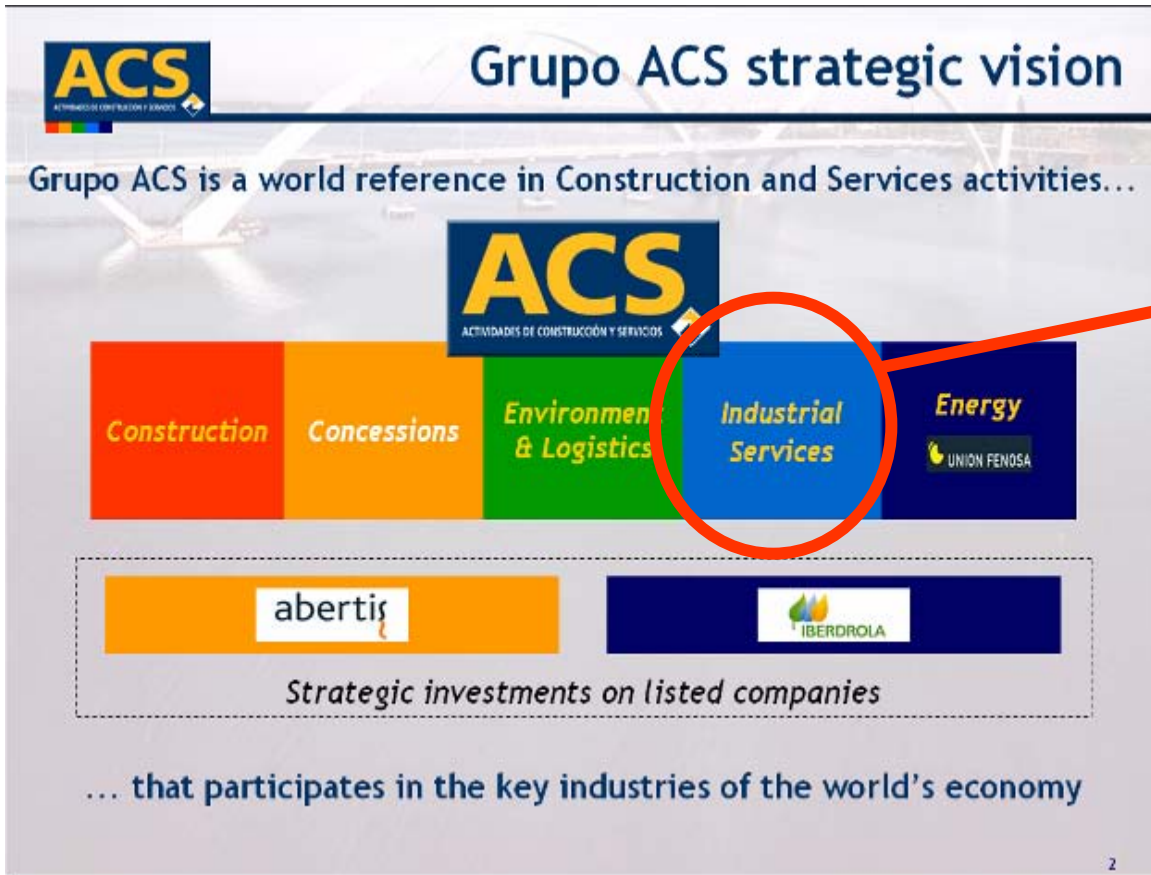 ACS
ACTIVIDADES DE CONSTRUCCIÓN Y SERVICIOS
Grupo ACS strategic vision
Grupo ACS is a world reference in Construction and Services activities...
ACS
ACTIVIDADES DE CONSTRUCCIÓN Y SERVICIOS
Construction
Concessions
Environment
& Logistics
Industrial
Services
Energy
UNION FENOSA
abertis
IBERDROLA
Strategic investments on listed companies
... that participates in the key industries of the world's economy
2